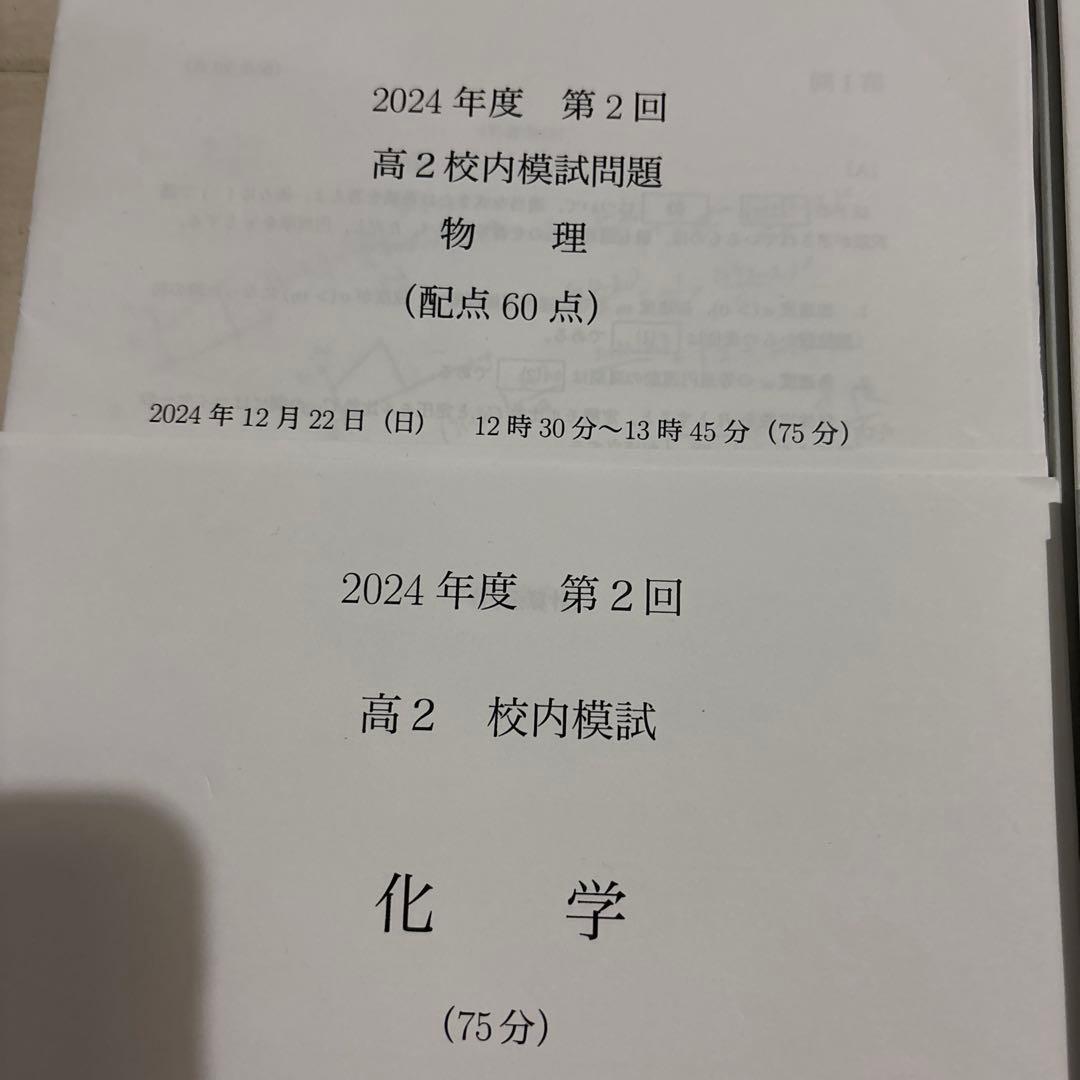 2024 年度　第 2 回
高２校内模試問題
物　　理
（配点 60 点）
2024 年 12 月 22 日（日）　12 時 30 分～13 時 45 分（75 分）
2024 年度　第 2 回
高２　校内模試
化　　学
（75 分）